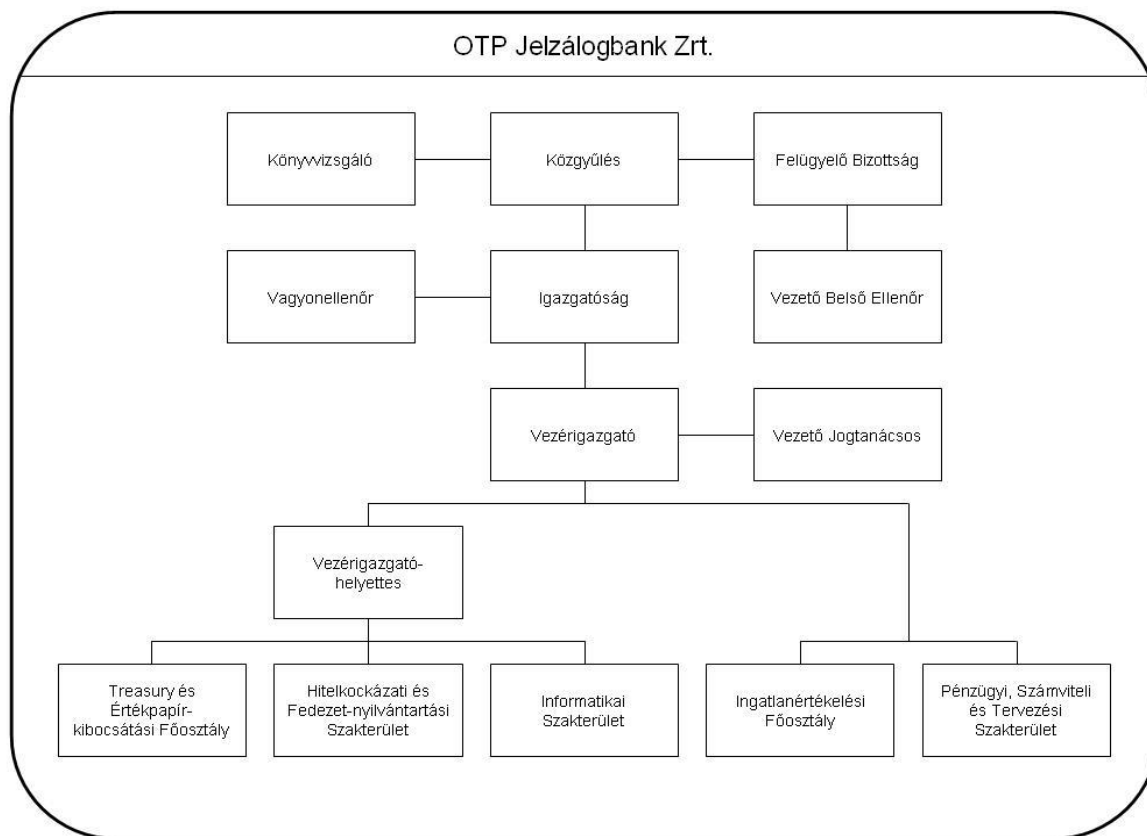 OTP Jelzálogbank Zrt.
Könyvvizsgáló
Közgyűlés
Felügyelő Bizottság
Vagyonellenőr
Igazgatóság
Vezető Belső Ellenőr
Vezérigazgató
Vezető Jogtanácsos
Vezérigazgató-
helyettes
Treasury és
Értékpapír-
kibocsátási Főosztály
Hitelkockázati és
Fedezet-nyilvántartási
Szakterület
Informatikai
Szakterület
Ingatlanértékelési
Főosztály
Pénzügyi, Számviteli
és Tervezési
Szakterület